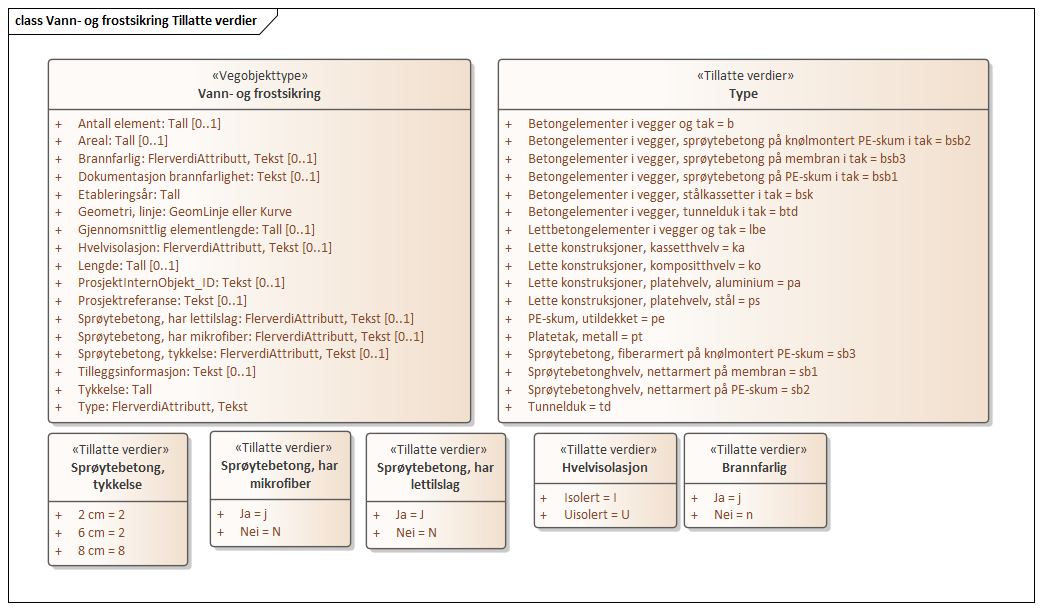 class Vann- og frostsikring Tillatte verdier
«Vegobjekttype»
Vann- og frostsikring
+ Antall element: Tall [0..1]
+ Areal: Tall [0..1]
+ Brannfarlig: FlerverdiAttributt, Tekst [0..1]
+ Dokumentasjon brannfarlighet: Tekst [0..1]
+ Etableringsår: Tall
+ Geometri, linje: GeomLinje eller Kurve
+ Gjennomsnittlig elementlengde: Tall [0..1]
+ Hvelvisolasjon: FlerverdiAttributt, Tekst [0..1]
+ Lengde: Tall [0..1]
+ ProsjektInternObjekt_ID: Tekst [0..1]
+ Prosjektreferanse: Tekst [0..1]
+ Sprøytebetong, har lettilslag: FlerverdiAttributt, Tekst [0..1]
+ Sprøytebetong, har mikrofiber: FlerverdiAttributt, Tekst [0..1]
+ Sprøytebetong, tykkelse: FlerverdiAttributt, Tekst [0..1]
+ Tilleggsinformasjon: Tekst [0..1]
+ Tykkelse: Tall
+ Type: FlerverdiAttributt, Tekst
«Tillatte verdier»
Type
+ Betongelementer i vegger og tak = b
+ Betongelementer i vegger, sprøytebetong på knølmontert PE-skum i tak = bsb2
+ Betongelementer i vegger, sprøytebetong på membran i tak = bsb3
+ Betongelementer i vegger, sprøytebetong på PE-skum i tak = bsb1
+ Betongelementer i vegger, stålkassetter i tak = bsk
+ Betongelementer i vegger, tunnelduk i tak = btd
+ Lettbetongelementer i vegger og tak = lbe
+ Lette konstruksjoner, kassetthvelv = ka
+ Lette konstruksjoner, komposItthvelv = ko
+ Lette konstruksjoner, platehvelv, aluminium = pa
+ Lette konstruksjoner, platehvelv, stål = ps
+ PE-skum, utildekket = pe
+ Platetak, metall = pt
+ Sprøytebetong, fiberarmert på knølmontert PE-skum = sb3
+ Sprøytebetonghvelv, nettarmert på membran = sb1
+ Sprøytebetonghvelv, nettarmert på PE-skum = sb2
+ Tunnelduk = td
«Tillatte verdier»
Sprøytebetong,
tykkelse
+ 2 cm = 2
+ 6 cm = 2
+ 8 cm = 8
«Tillatte verdier»
Sprøytebetong, har
mikrofiber
+ Ja = j
+ Nei = N
«Tillatte verdier»
Sprøytebetong, har
lettilslag
+ Ja = J
+ Nei = N
«Tillatte verdier»
Hvelvisolasjon
+ Isolert = I
+ Uisolert = U
«Tillatte verdier»
Brannfarlig
+ Ja = j
+ Nei = n